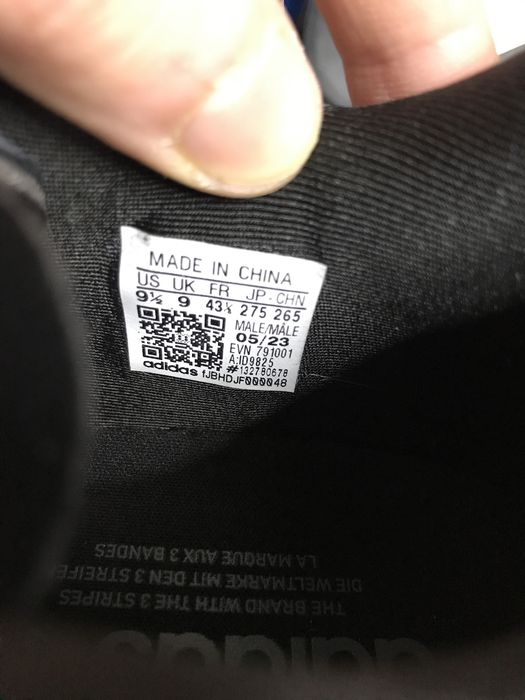 MADE IN CHINA
US UK FR JP-CHN
9½ 9 43⅓ 275 265
MALE/MÂLE
05/23
EVN 791001
A:ID9825
#132780678
adidas fJBHDJF000048
LA MARQUE AUX 3 BANDES
DIE WELTMARKE MIT DEN 3 STREIFEN
THE BRAND WITH THE 3 STRIPES
adidas